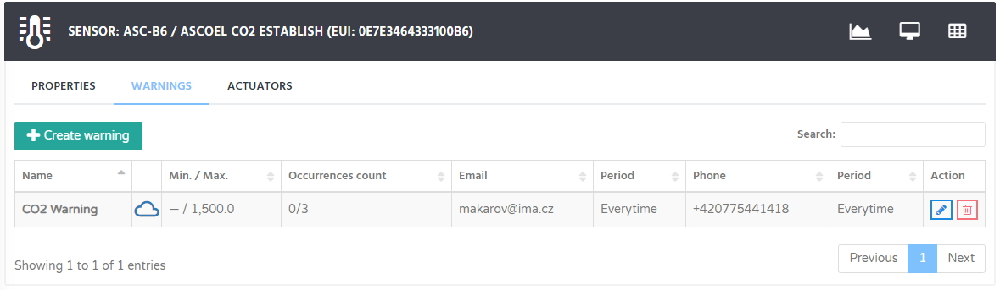 SENSOR: ASC-B6 / ASCOEL CO2 ESTABLISH (EUI: 0E7E3464333100B6)
PROPERTIES WARNINGS ACTUATORS
Create warning Search:
Name Min. / Max. Occurrences count Email Period Phone Period Action
CO2 Warning — / 1,500.0 0/3 makarov@ima.cz Everytime +420775441418 Everytime
Showing 1 to 1 of 1 entries Previous 1 Next